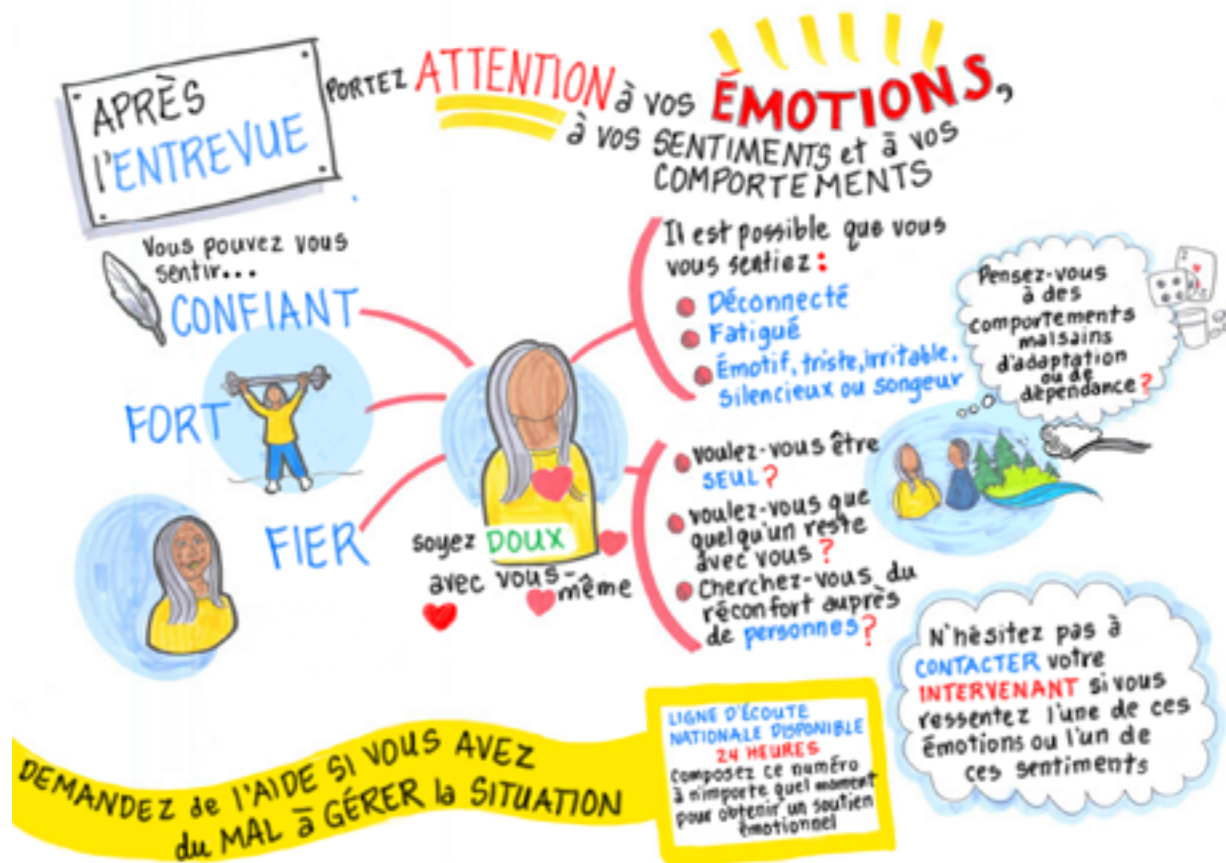 APRÈS
l'ENTREVUE
PORTEZ ATTENTION à vos ÉMOTIONS,
à vos SENTIMENTS et à vos
COMPORTEMENTS
Vous pouvez vous
sentir...
CONFIANT
FORT
FIER
soyez DOUX
avec vous-même
Il est possible que vous
vous sentiez :
Déconnecté
Fatigué
Émotif, triste, irritable,
silencieux ou songeur
Pensez-vous
à des
comportements
malsains
d'adaptation
ou de
dépendance ?
voulez-vous être
SEUL ?
voulez-vous que
quelqu'un reste
avec vous ?
Cherchez-vous du
réconfort auprès
de personnes ?
N'hésitez pas à
CONTACTER votre
INTERVENANT si vous
ressentez l'une de ces
émotions ou l'un de
ces sentiments
DEMANDEZ de l'AIDE SI VOUS AVEZ
du MAL à GÉRER la SITUATION
LIGNE D'ÉCOUTE
NATIONALE DISPONIBLE
24 HEURES
Composez ce numéro
à n'importe quel moment
pour obtenir un soutien
émotionnel